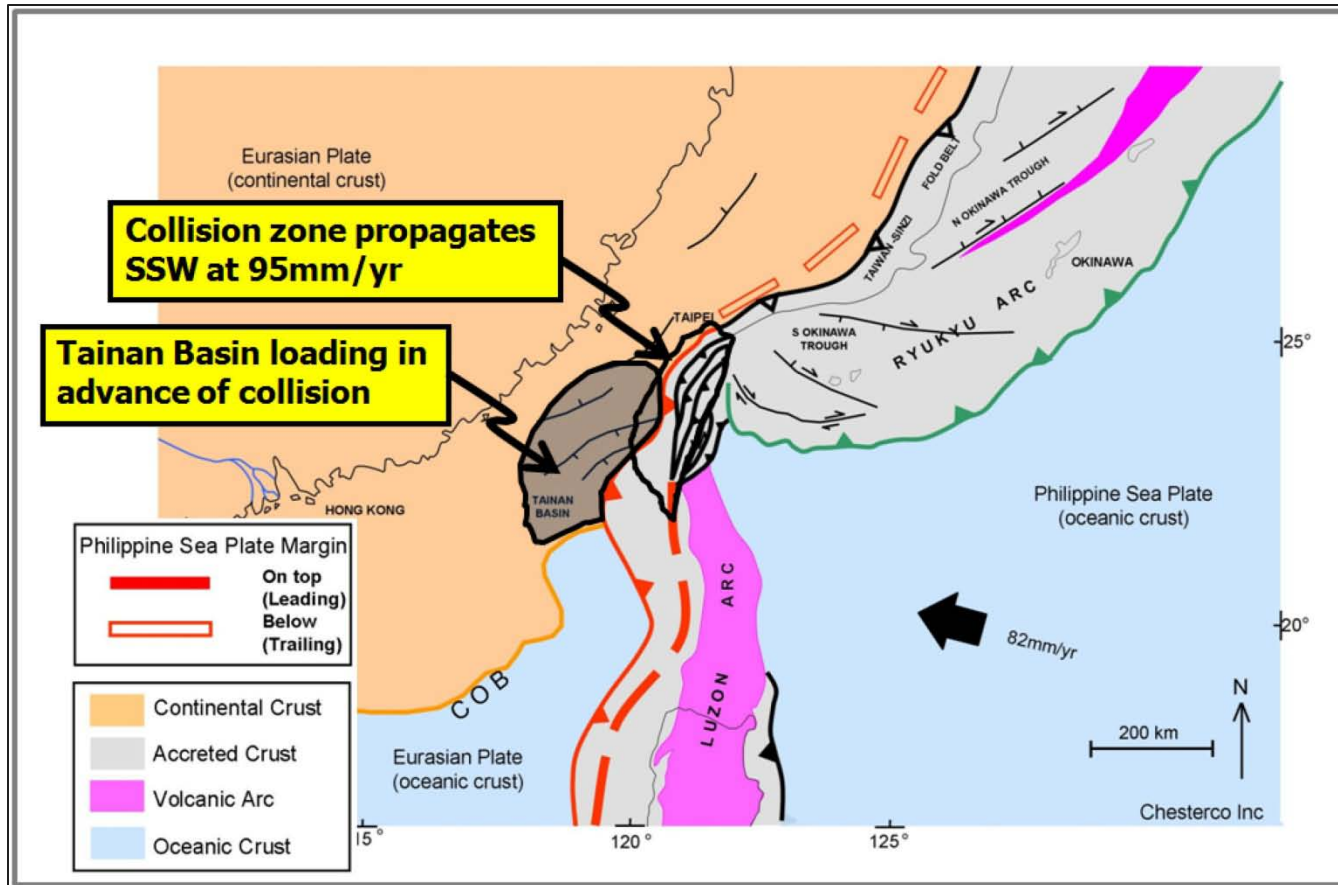 Eurasian Plate
(continental crust)
Collision zone propagates
SSW at 95mm/yr
Tainan Basin loading in
advance of collision
TAIPEI
TAIWAN -SINZI
FOLD BELT
N OKINAWA TROUGH
OKINAWA
S OKINAWA
TROUGH
RYUKYU ARC
25°
TAINAN
BASIN
HONG KONG
Philippine Sea Plate
(oceanic crust)
Philippine Sea Plate Margin
On top
(Leading)
Below
(Trailing)
LUZON ARC
82mm/yr
20°
COB
Eurasian Plate
(oceanic crust)
Continental Crust
Accreted Crust
Volcanic Arc
Oceanic Crust
N
200 km
Chesterco Inc
15°
120°
125°